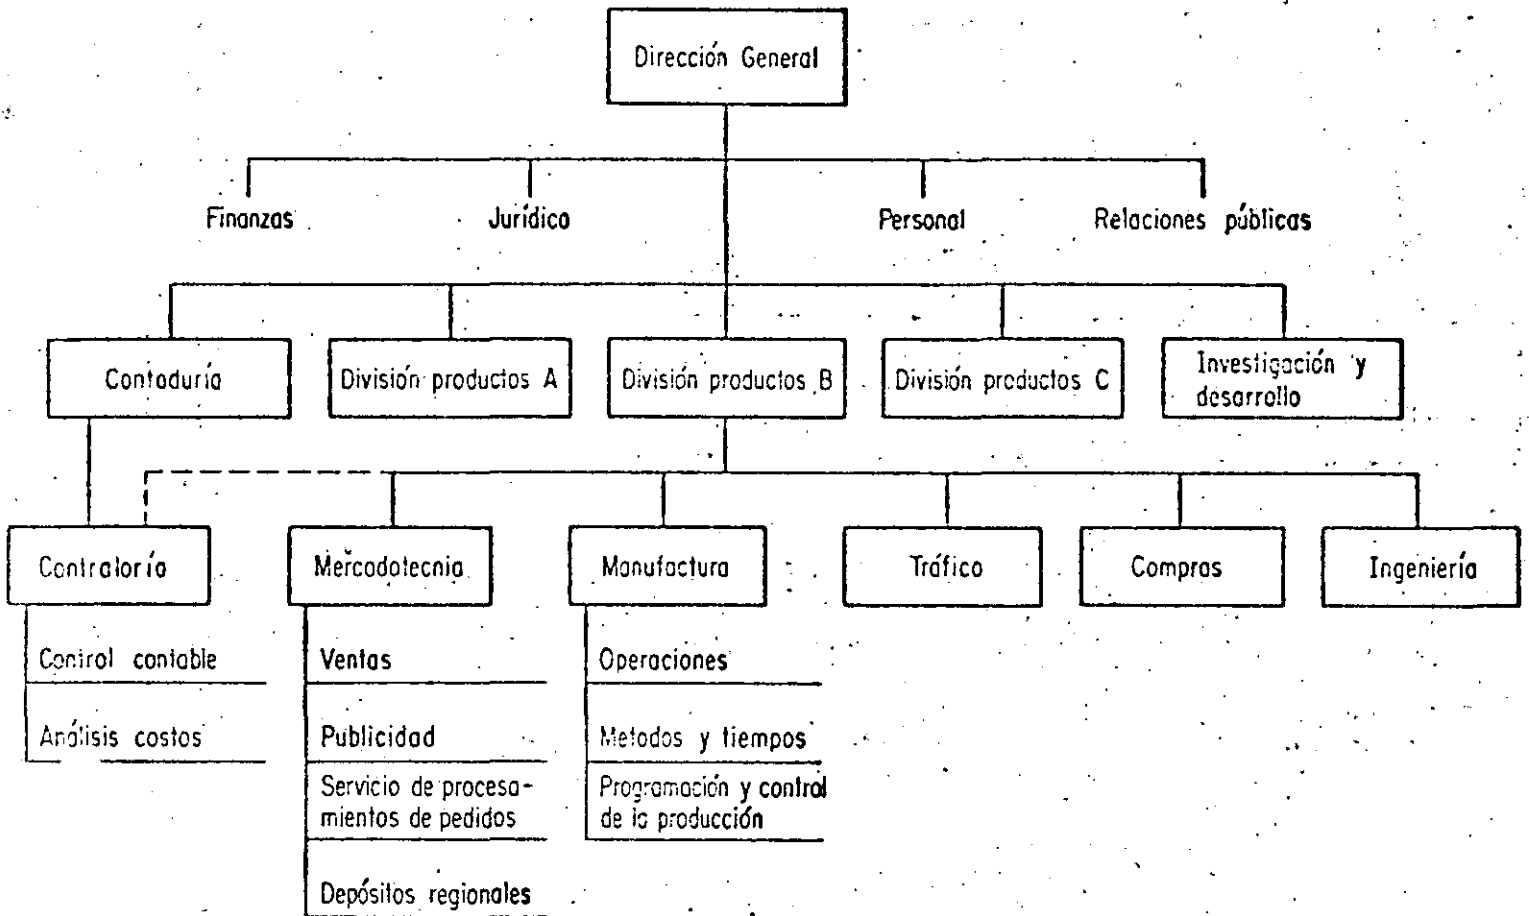 Dirección General
Finanzas
Jurídico
Personal
Relaciones públicas
Contaduría
División productos A
División productos B
División productos C
Investigación y
desarrollo
Contraloría
Mercadotecnia
Manufactura
Tráfico
Compras
Ingeniería
Control contable
Análisis costos
Ventas
Publicidad
Servicio de procesa-
mientos de pedidos
Depósitos regionales
Operaciones
Metodos y tiempos
Programación y control
de la producción